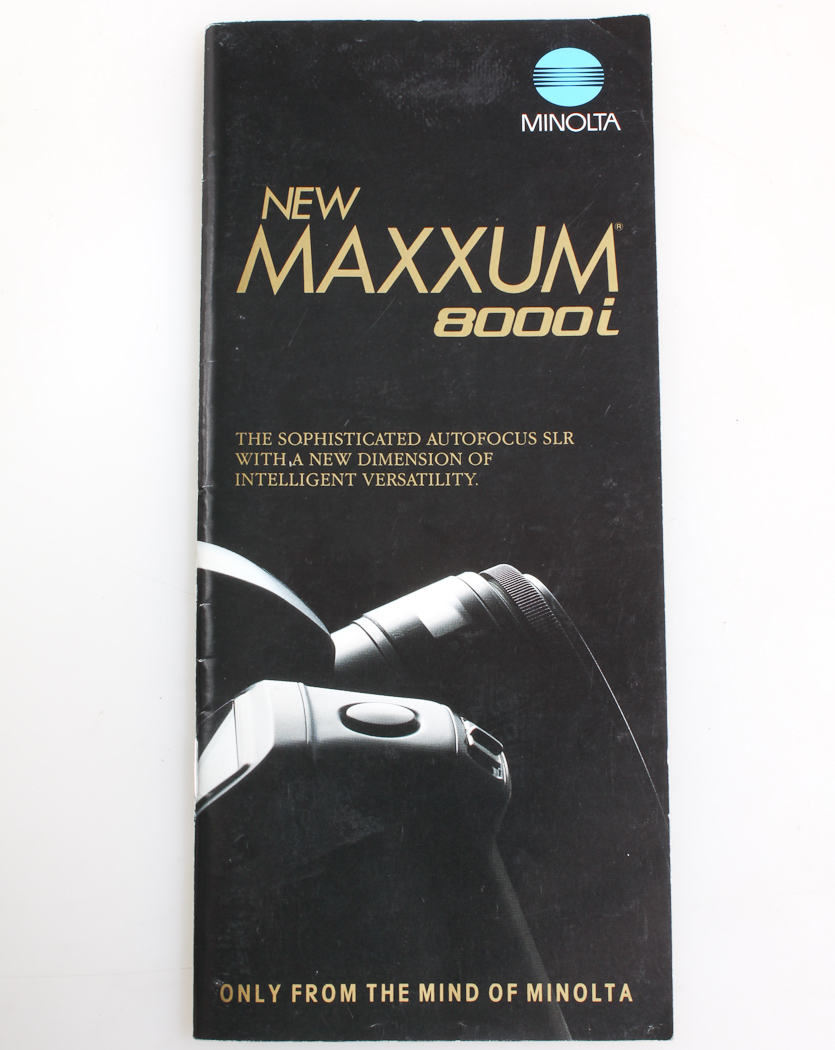 MINOLTA
NEW
MAXXUM®
8000i
THE SOPHISTICATED AUTOFOCUS SLR
WITH A NEW DIMENSION OF
INTELLIGENT VERSATILITY.
ONLY FROM THE MIND OF MINOLTA